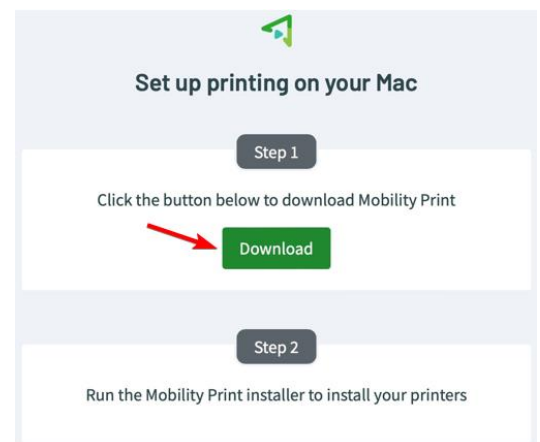 Set up printing on your Mac
Step 1
Click the button below to download Mobility Print
Download
Step 2
Run the Mobility Print installer to install your printers